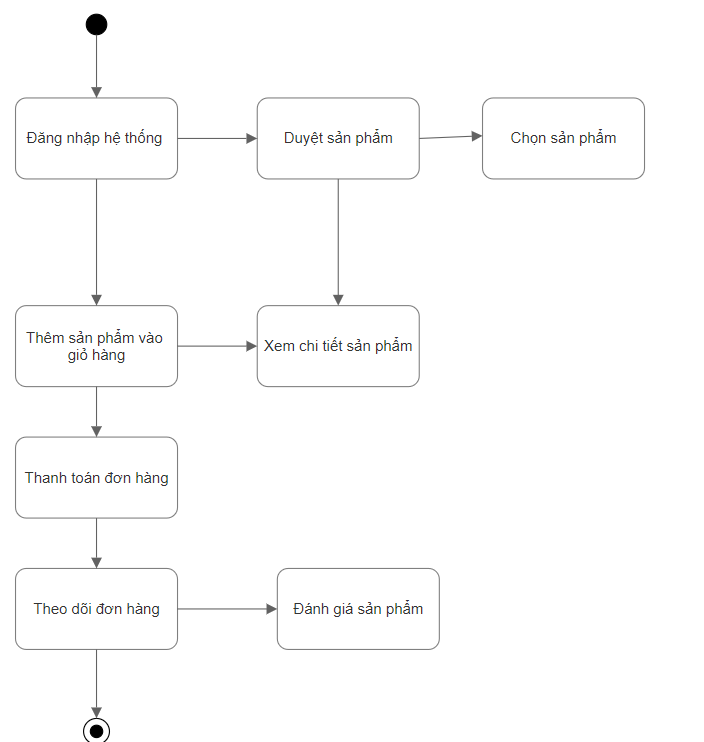 Đăng nhập hệ thống
Duyệt sản phẩm
Chọn sản phẩm
Thêm sản phẩm vào
giỏ hàng
Xem chi tiết sản phẩm
Thanh toán đơn hàng
Theo dõi đơn hàng
Đánh giá sản phẩm